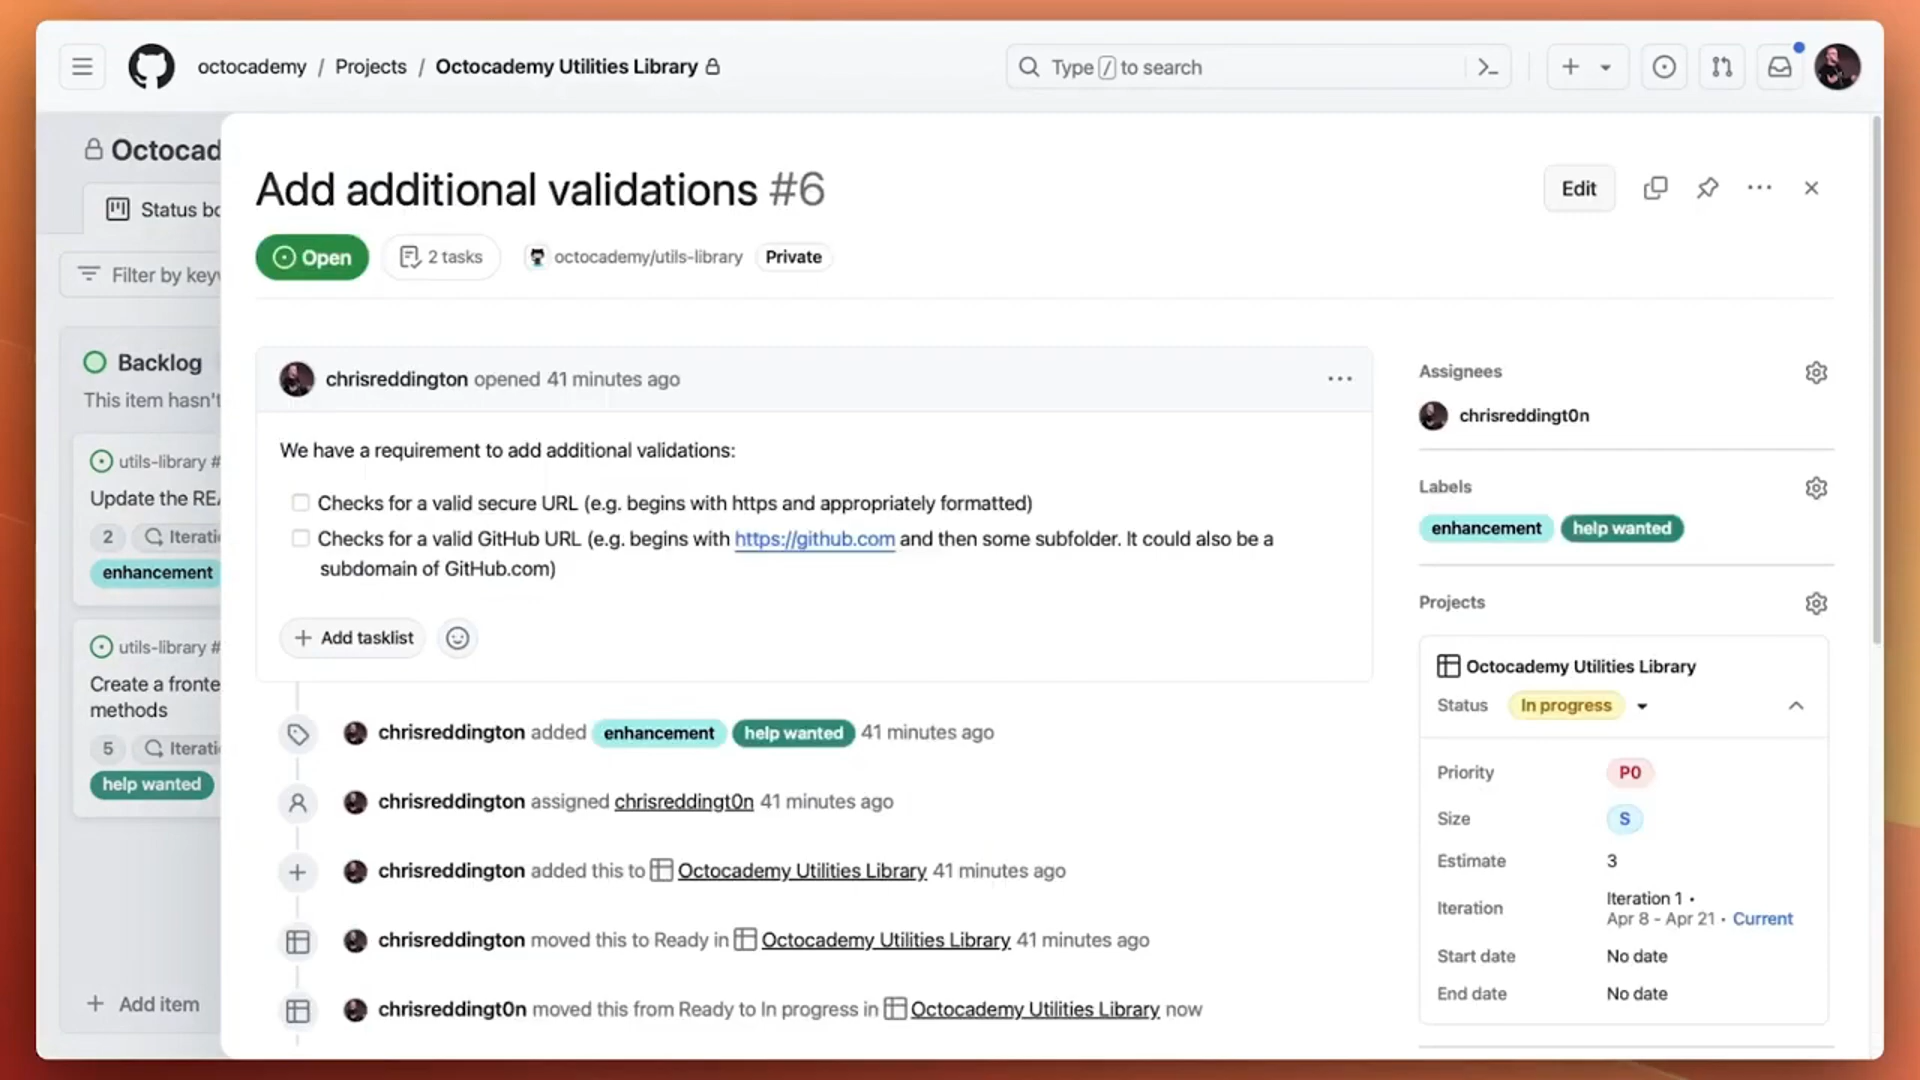 octocademy / Projects / Octocademy Utilities Library
Type / to search
Octocad
Status bo
Filter by keyw
Backlog
This item hasn't
utils-library #
Update the REA
2 Iteratio
enhancement
utils-library #
Create a fronte
methods
5 Iteratio
help wanted
+ Add item
Add additional validations #6
Edit
Open
2 tasks
octocademy/utils-library
Private
chrisreddington opened 41 minutes ago
We have a requirement to add additional validations:
Checks for a valid secure URL (e.g. begins with https and appropriately formatted)
Checks for a valid GitHub URL (e.g. begins with https://github.com and then some subfolder. It could also be a
subdomain of GitHub.com)
+ Add tasklist
chrisreddington added enhancement help wanted 41 minutes ago
chrisreddington assigned chrisreddingt0n 41 minutes ago
chrisreddington added this to Octocademy Utilities Library 41 minutes ago
chrisreddington moved this to Ready in Octocademy Utilities Library 41 minutes ago
chrisreddingt0n moved this from Ready to In progress in Octocademy Utilities Library now
Assignees
chrisreddingt0n
Labels
enhancement help wanted
Projects
Octocademy Utilities Library
Status In progress
Priority P0
Size S
Estimate 3
Iteration Iteration 1 •
Apr 8 - Apr 21 • Current
Start date No date
End date No date